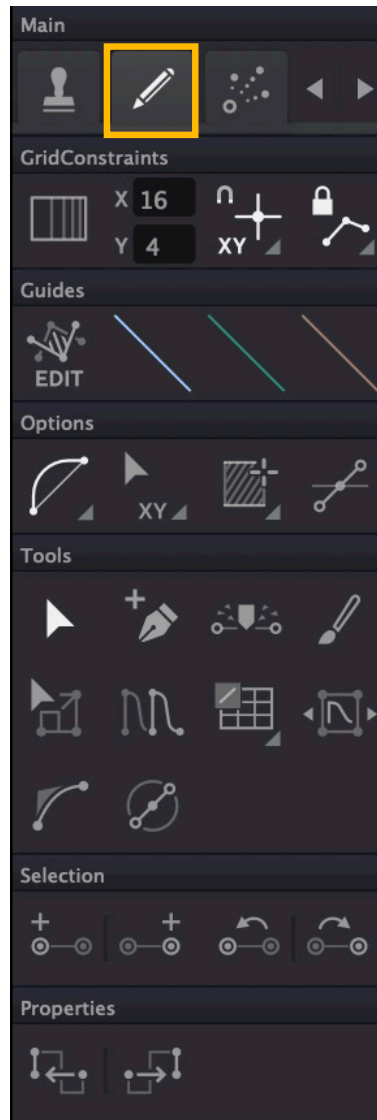 Main
GridConstraints
X 16
Y 4
XY
Guides
EDIT
Options
XY
Tools
Selection
Properties